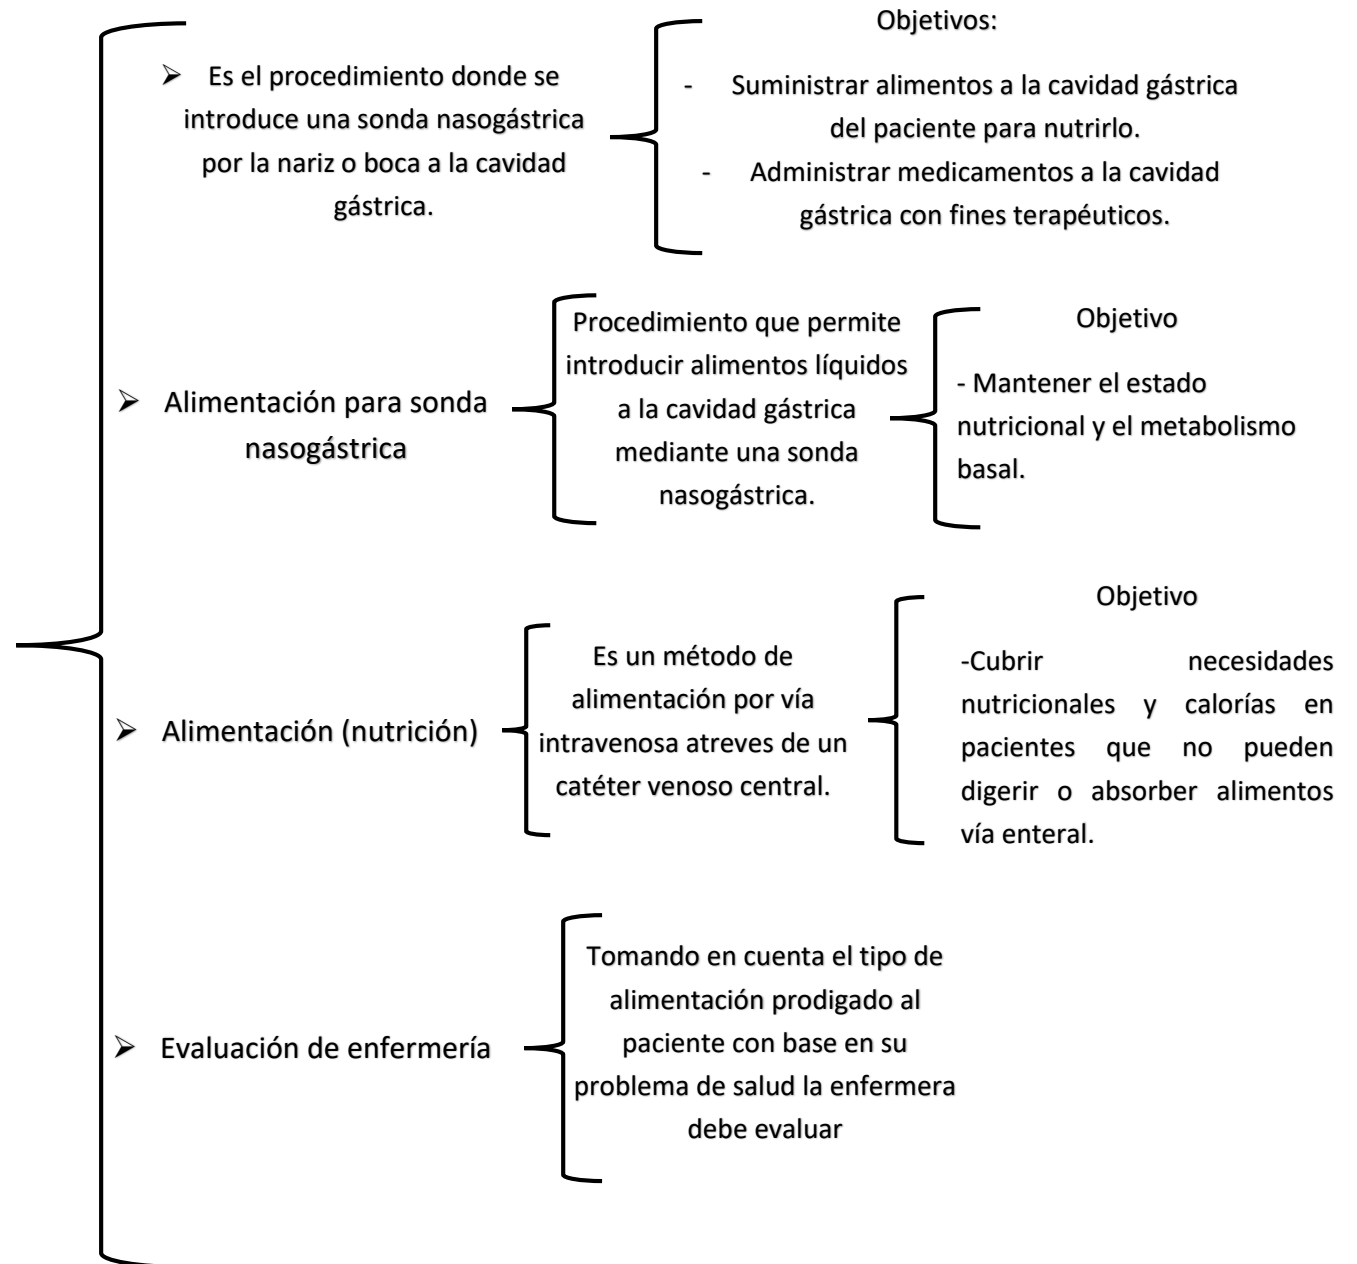 ➢ Es el procedimiento donde se
introduce una sonda nasogástrica
por la nariz o boca a la cavidad
gástrica.
Objetivos:
- Suministrar alimentos a la cavidad gástrica
del paciente para nutrirlo.
- Administrar medicamentos a la cavidad
gástrica con fines terapéuticos.
➢ Alimentación para sonda
nasogástrica
Procedimiento que permite
introducir alimentos líquidos
a la cavidad gástrica
mediante una sonda
nasogástrica.
Objetivo
- Mantener el estado
nutricional y el metabolismo
basal.
➢ Alimentación (nutrición)
Es un método de
alimentación por vía
intravenosa atreves de un
catéter venoso central.
Objetivo
-Cubrir necesidades
nutricionales y calorías en
pacientes que no pueden
digerir o absorber alimentos
vía enteral.
➢ Evaluación de enfermería
Tomando en cuenta el tipo de
alimentación prodigado al
paciente con base en su
problema de salud la enfermera
debe evaluar